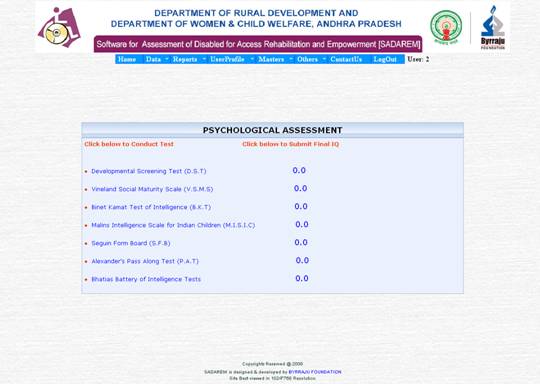 DEPARTMENT OF RURAL DEVELOPMENT AND
DEPARTMENT OF WOMEN & CHILD WELFARE, ANDHRA PRADESH
Software for Assessment of Disabled for Access Rehabilitation and Empowerment [SADAREM]
Byrraju
FOUNDATION
Home Data Reports UserProfile Masters Others ContactUs LogOut User: 2
PSYCHOLOGICAL ASSESSMENT
Click below to Conduct Test Click below to Submit Final IQ
Developmental Screening Test (D.S.T) 0.0
Vineland Social Maturity Scale (V.S.M.S) 0.0
Binet Kamat Test of Intelligence (B.K.T) 0.0
Malins Intelligence Scale for Indian Children (M.I.S.I.C) 0.0
Seguin Form Board (S.F.B) 0.0
Alexander's Pass Along Test (P.A.T) 0.0
Bhatias Battery of Intelligence Tests 0.0
Copyrights Reserved @ 2008
SADAREM is designed & developed by BYRRAJU FOUNDATION
Site Best viewed in 1024*768 Resolution